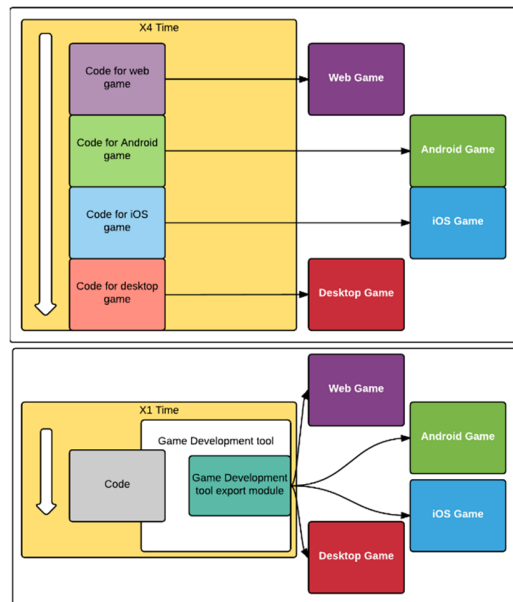 X4 Time
Code for web
game
Web Game
Code for Android
game
Android Game
Code for iOS
game
iOS Game
Code for desktop
game
Desktop Game
X1 Time
Game Development tool
Code
Game Development
tool export module
Web Game
Android Game
iOS Game
Desktop Game